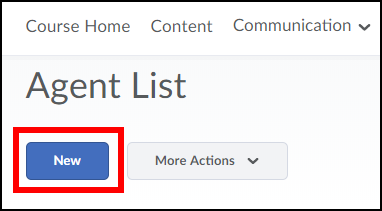 Course Home Content Communication
Agent List
New More Actions